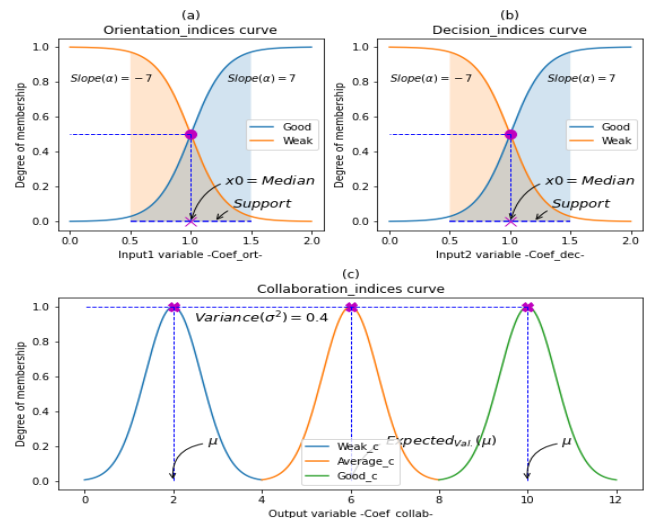 (a)
Orientation_indices curve
Degree of membership
1.0
0.8
0.6
0.4
0.2
0.0
Slope(α) = −7
Slope(α) = 7
Good
Weak
x0 = Median
Support
0.0
0.5
1.0
1.5
2.0
Input1 variable -Coef_ort-
(b)
Decision_indices curve
Degree of membership
1.0
0.8
0.6
0.4
0.2
0.0
Slope(α) = −7
Slope(α) = 7
Good
Weak
x0 = Median
Support
0.0
0.5
1.0
1.5
2.0
Input2 variable -Coef_dec-
(c)
Collaboration_indices curve
Degree of membership
1.0
0.8
0.6
0.4
0.2
0.0
Variance(σ²) = 0.4
μ
Expected_Val.(μ)
μ
Weak_c
Average_c
Good_c
0
2
4
6
8
10
12
Output variable -Coef_collab-